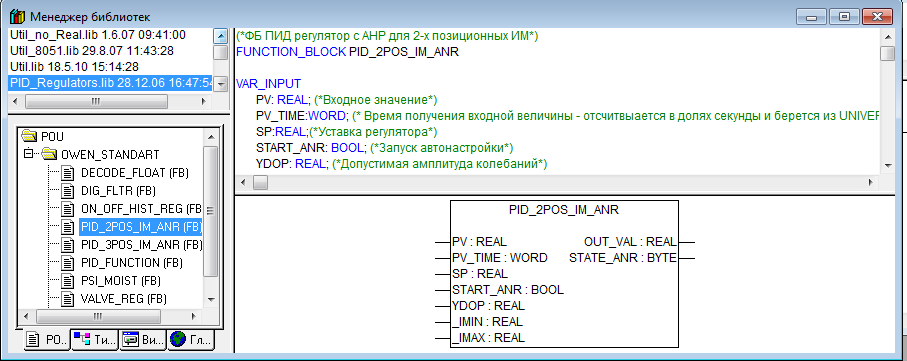 Менеджер библиотек
Util_no_Real.lib 1.6.07 09:41:00
Util_8051.lib 29.8.07 11:43:28
Util.lib 18.5.10 15:14:28
PID_Regulators.lib 28.12.06 16:47:54
POU
OWEN_STANDART
DECODE_FLOAT (FB)
DIG_FLTR (FB)
ON_OFF_HIST_REG (FB
PID_2POS_IM_ANR (FB)
PID_3POS_IM_ANR (FB)
PID_FUNCTION (FB)
PSI_MOIST (FB)
VALVE_REG (FB)
PO...
Ти...
Ви...
Гл...
(*ФБ ПИД регулятор с АНР для 2-х позиционных ИМ*)
FUNCTION_BLOCK PID_2POS_IM_ANR
VAR_INPUT
PV: REAL; (*Входное значение*)
PV_TIME:WORD; (* Время получения входной величины - отсчитывается в долях секунды и берется из UNIVER
SP:REAL;(*Уставка регулятора*)
START_ANR: BOOL; (*Запуск автонастройки*)
YDOP: REAL; (*Допустимая амплитуда колебаний*)
PID_2POS_IM_ANR
PV : REAL OUT_VAL : REAL
PV_TIME : WORD STATE_ANR : BYTE
SP : REAL
START_ANR : BOOL
YDOP : REAL
_IMIN : REAL
_IMAX : REAL